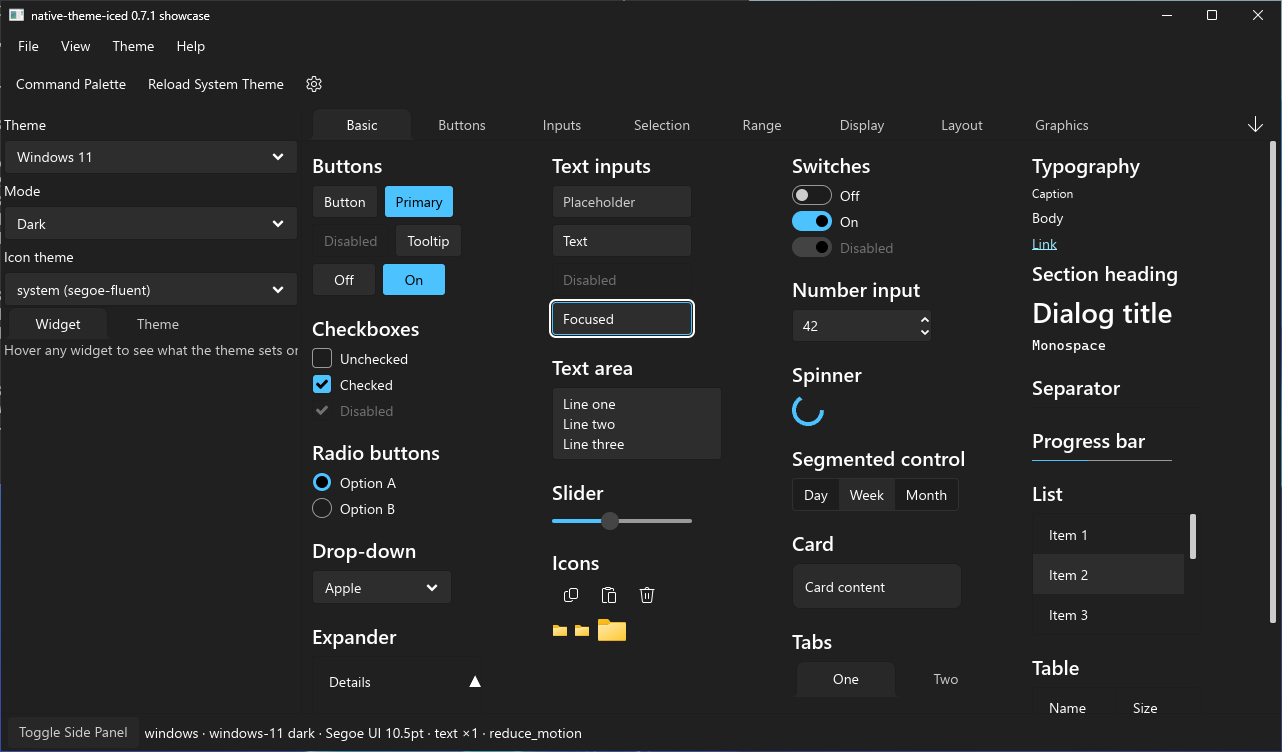 native-theme-iced 0.7.1 showcase
File View Theme Help
Command Palette Reload System Theme
Theme
Windows 11
Mode
Dark
Icon theme
system (segoe-fluent)
Widget Theme
Hover any widget to see what the theme sets or
Basic Buttons Inputs Selection Range Display Layout Graphics
Buttons
Button Primary
Disabled Tooltip
Off On
Checkboxes
Unchecked
Checked
Disabled
Radio buttons
Option A
Option B
Drop-down
Apple
Expander
Details
Text inputs
Placeholder
Text
Disabled
Focused
Text area
Line one
Line two
Line three
Slider
Icons
Switches
Off
On
Disabled
Number input
42
Spinner
Segmented control
Day Week Month
Card
Card content
Tabs
One Two
Typography
Caption
Body
Link
Section heading
Dialog title
Monospace
Separator
Progress bar
List
Item 1
Item 2
Item 3
Table
Name Size
Toggle Side Panel windows · windows-11 dark · Segoe UI 10.5pt · text ×1 · reduce_motion